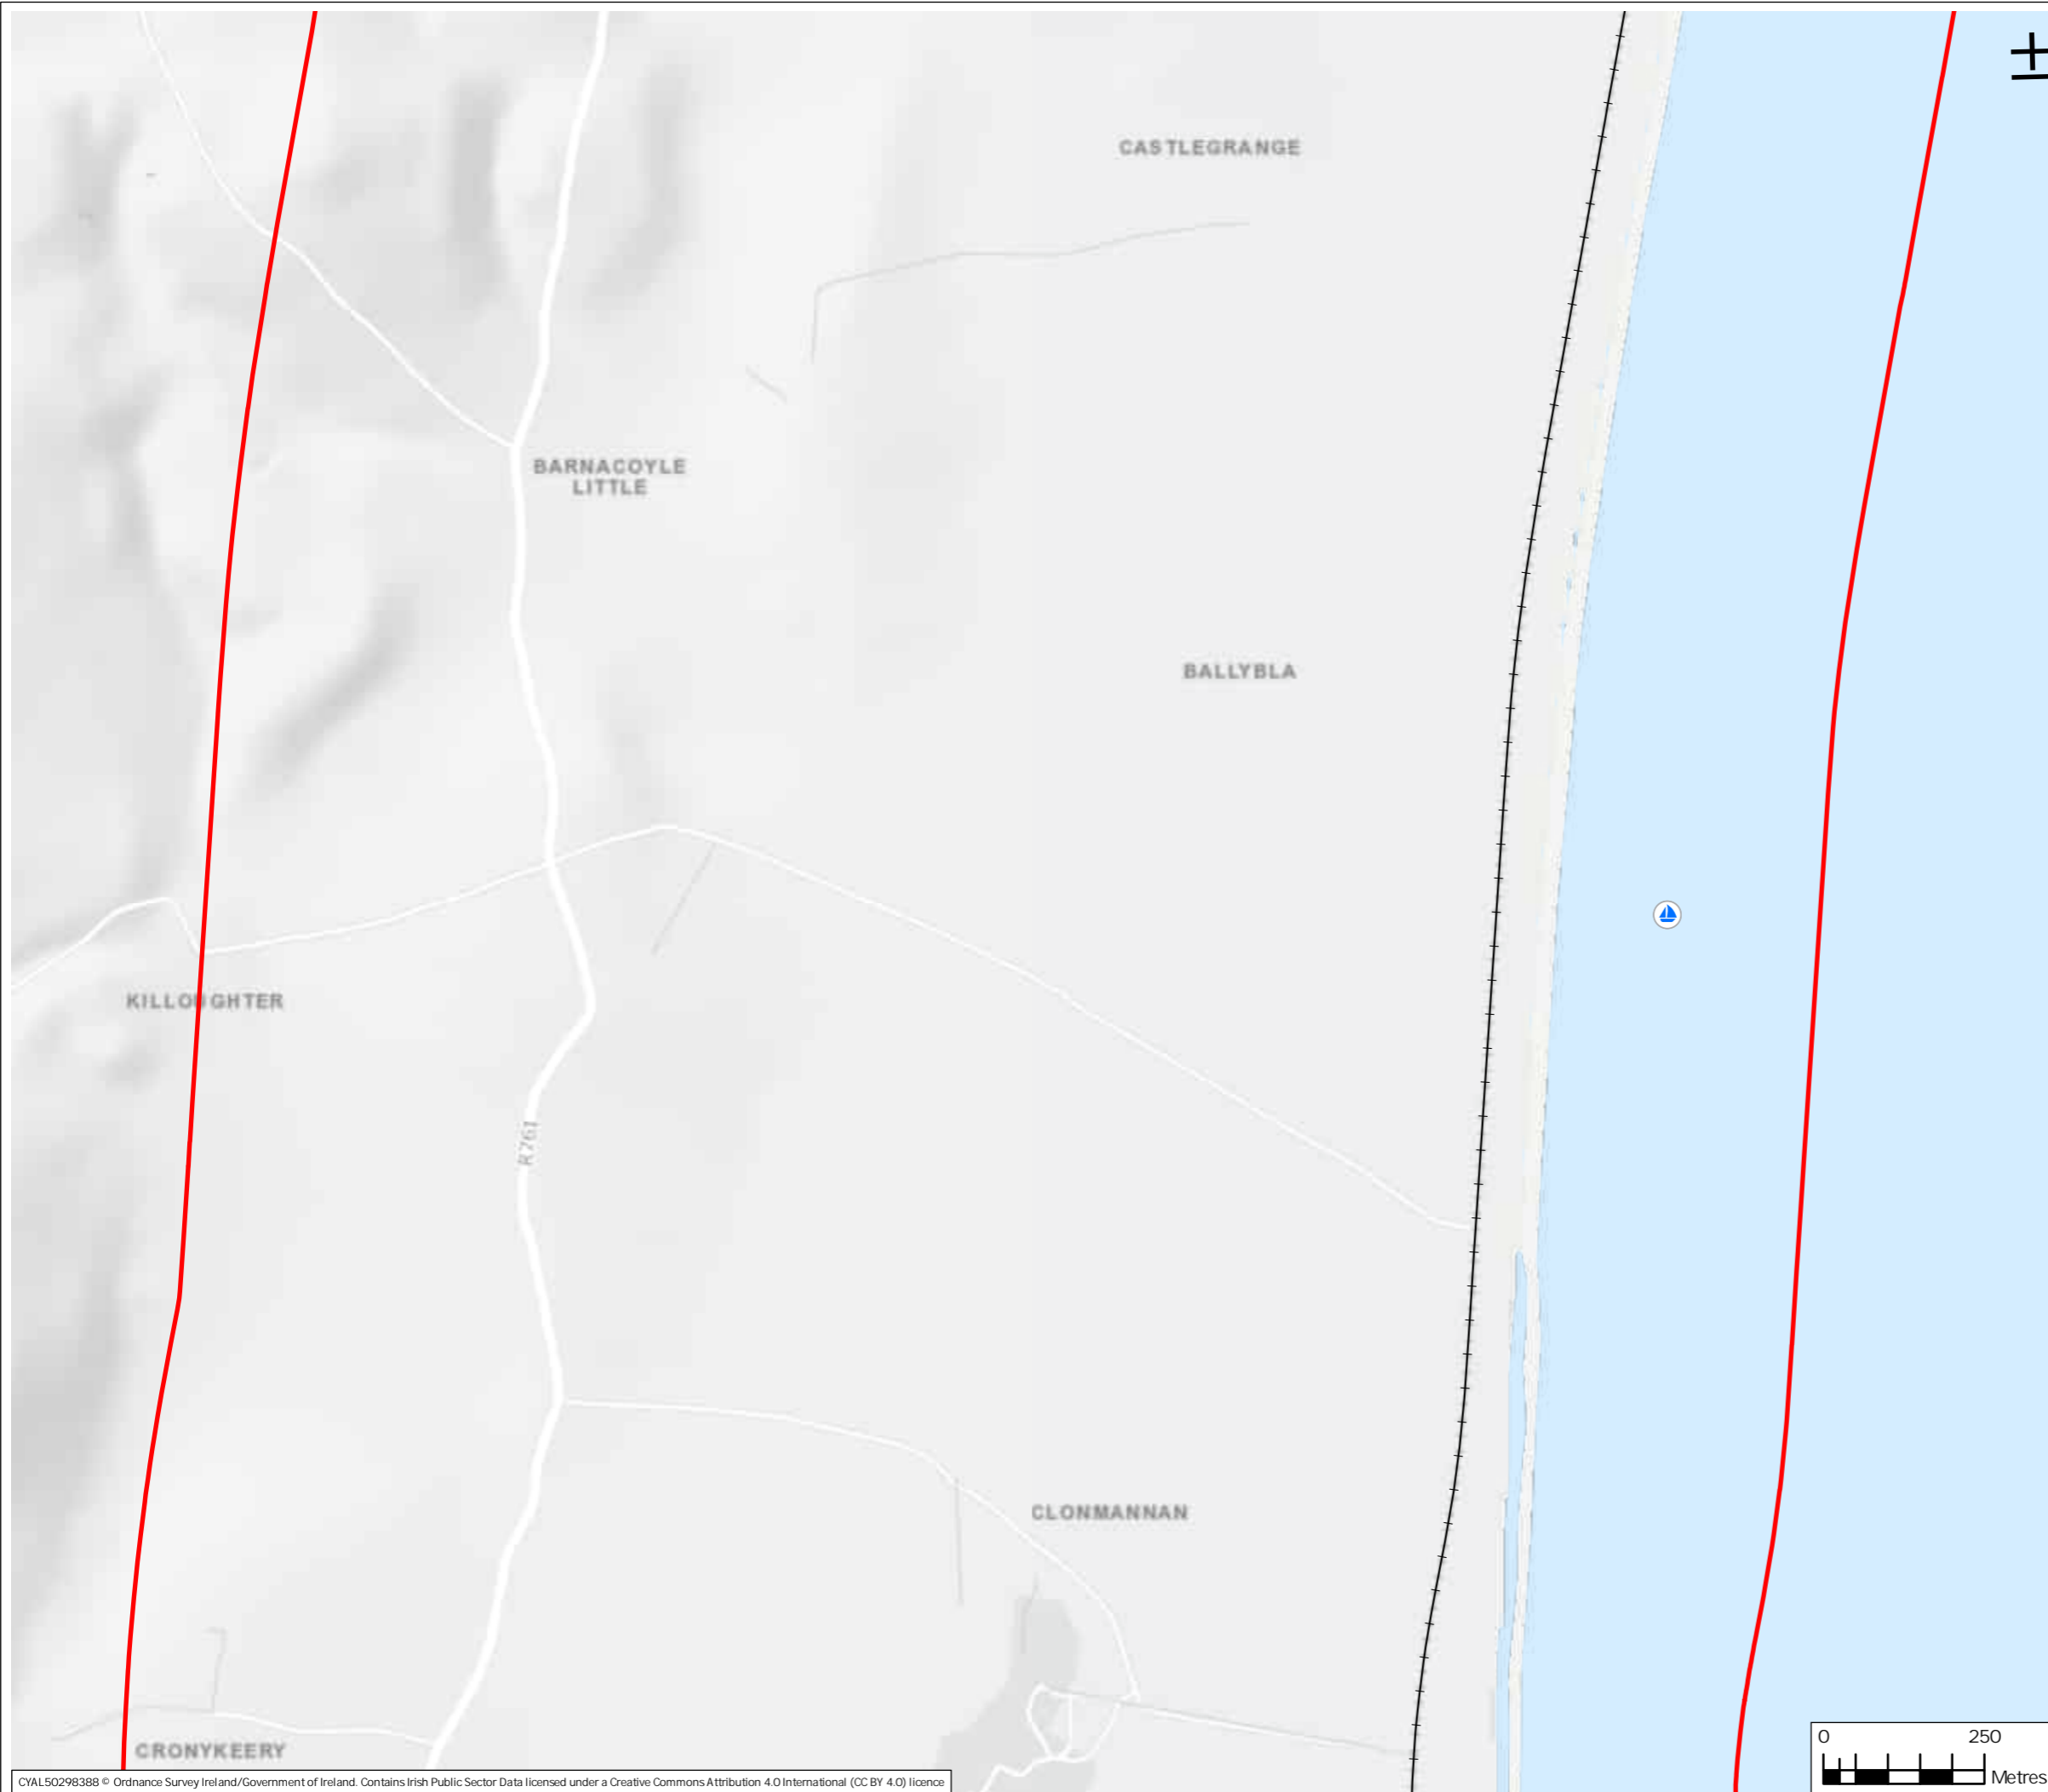 CASTLEGRANGE
BARNACOYLE
LITTLE
BALLYBLA
KILLOUGHTER
R761
CLONMANNAN
CRONYKEERY
0 250
Metres
CYAL50298388 © Ordnance Survey Ireland/Government of Ireland. Contains Irish Public Sector Data licensed under a Creative Commons Attribution 4.0 International (CC BY 4.0) licence